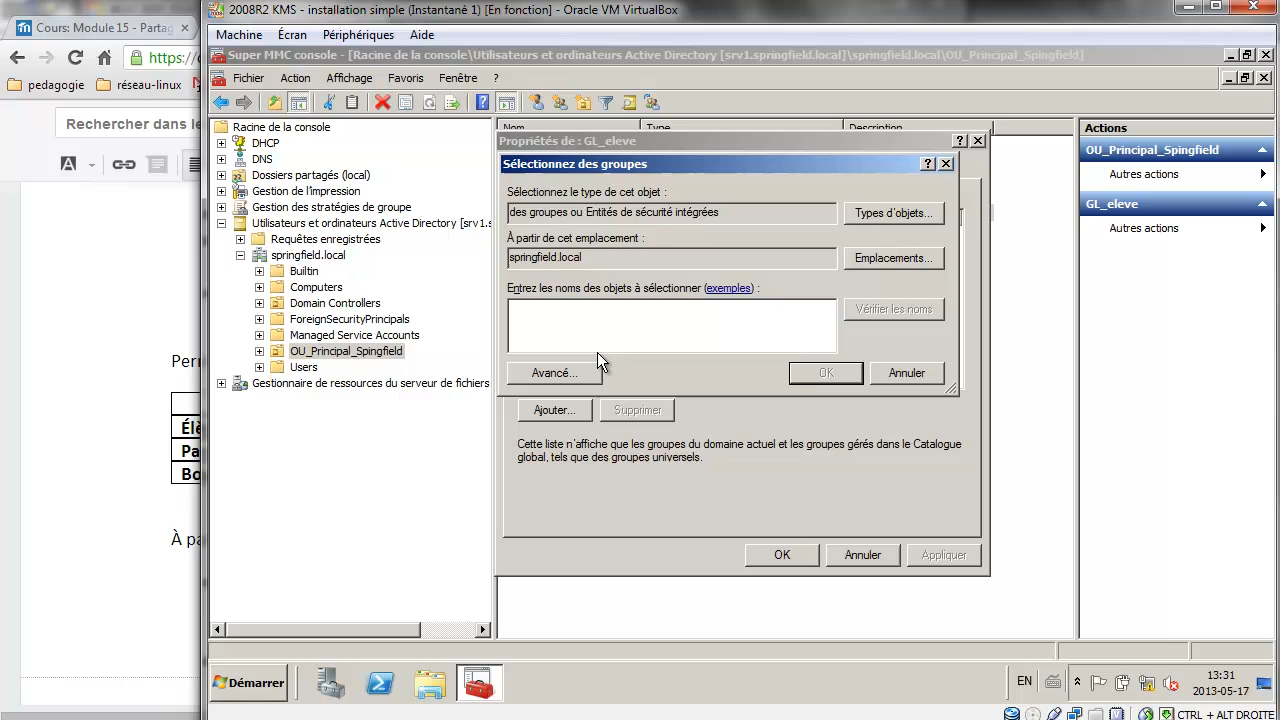 2008R2 KMS - installation simple (Instantané 1) [En fonction] - Oracle VM VirtualBox
Cours: Module 15 - Partag
Machine Écran Périphériques Aide
Super MMC console - [Racine de la console\Utilisateurs et ordinateurs Active Directory [srv1.springfield.local]\springfield.local\OU_Principal_Spingfield]
https://c
Fichier Action Affichage Favoris Fenêtre ?
pedagogie
réseau-linux
Rechercher dans le
Racine de la console
DHCP
DNS
Dossiers partagés (local)
Gestion de l'impression
Gestion des stratégies de groupe
Utilisateurs et ordinateurs Active Directory [srv1.s
Requêtes enregistrées
springfield.local
Builtin
Computers
Domain Controllers
ForeignSecurityPrincipals
Managed Service Accounts
OU_Principal_Spingfield
Users
Gestionnaire de ressources du serveur de fichiers
Nom Type Description
Propriétés de : GL_eleve
Sélectionnez des groupes
Sélectionnez le type de cet objet :
des groupes ou Entités de sécurité intégrées
Types d'objets...
À partir de cet emplacement :
springfield.local
Emplacements...
Entrez les noms des objets à sélectionner (exemples) :
Vérifier les noms
Avancé...
OK
Annuler
Ajouter...
Supprimer
Cette liste n'affiche que les groupes du domaine actuel et les groupes gérés dans le Catalogue
global, tels que des groupes universels.
OK
Annuler
Appliquer
Actions
OU_Principal_Spingfield
Autres actions
GL_eleve
Autres actions
Perm
Élè
Pa
Bo
À pa
Démarrer
EN
13:31
2013-05-17
CTRL + ALT DROITE